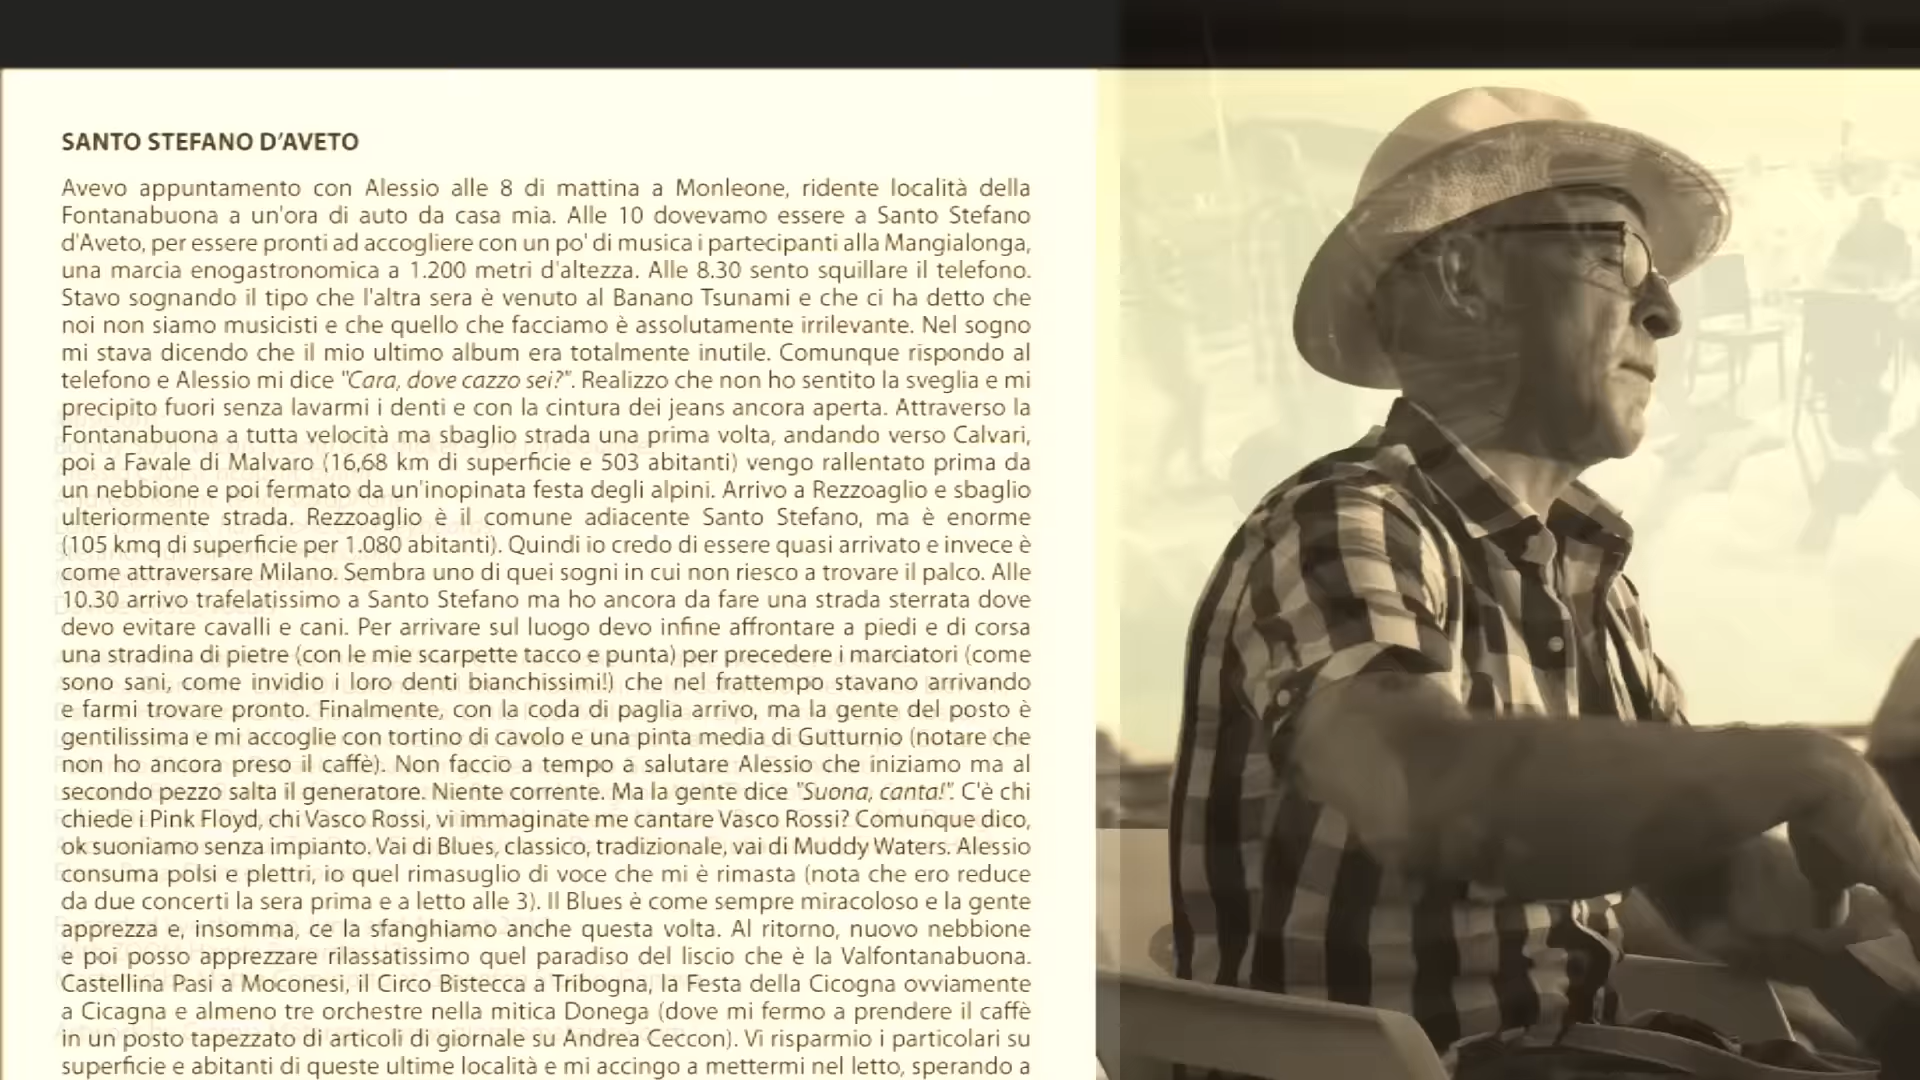 SANTO STEFANO D'AVETO
Avevo appuntamento con Alessio alle 8 di mattina a Monleone, ridente località della
Fontanabuona a un'ora di auto da casa mia. Alle 10 dovevamo essere a Santo Stefano
d'Aveto, per essere pronti ad accogliere con un po' di musica i partecipanti alla Mangialonga,
una marcia enogastronomica a 1.200 metri d'altezza. Alle 8.30 sento squillare il telefono.
Stavo sognando il tipo che l'altra sera è venuto al Banano Tsunami e che ci ha detto che
noi non siamo musicisti e che quello che facciamo è assolutamente irrilevante. Nel sogno
mi stava dicendo che il mio ultimo album era totalmente inutile. Comunque rispondo al
telefono e Alessio mi dice "Cara, dove cazzo sei?". Realizzo che non ho sentito la sveglia e mi
precipito fuori senza lavarmi i denti e con la cintura dei jeans ancora aperta. Attraverso la
Fontanabuona a tutta velocità ma sbaglio strada una prima volta, andando verso Calvari,
poi a Favale di Malvaro (16,68 km di superficie e 503 abitanti) vengo rallentato prima da
un nebbione e poi fermato da un'inopinata festa degli alpini. Arrivo a Rezzoaglio e sbaglio
ulteriormente strada. Rezzoaglio è il comune adiacente Santo Stefano, ma è enorme
(105 kmq di superficie per 1.080 abitanti). Quindi io credo di essere quasi arrivato e invece è
come attraversare Milano. Sembra uno di quei sogni in cui non riesco a trovare il palco. Alle
10.30 arrivo trafelatissimo a Santo Stefano ma ho ancora da fare una strada sterrata dove
devo evitare cavalli e cani. Per arrivare sul luogo devo infine affrontare a piedi e di corsa
una stradina di pietre (con le mie scarpette tacco e punta) per precedere i marciatori (come
sono sani, come invidio i loro denti bianchissimi!) che nel frattempo stavano arrivando
e farmi trovare pronto. Finalmente, con la coda di paglia arrivo, ma la gente del posto è
gentilissima e mi accoglie con tortino di cavolo e una pinta media di Gutturnio (notare che
non ho ancora preso il caffè). Non faccio a tempo a salutare Alessio che iniziamo ma al
secondo pezzo salta il generatore. Niente corrente. Ma la gente dice "Suona, canta!". C'è chi
chiede i Pink Floyd, chi Vasco Rossi, vi immaginate me cantare Vasco Rossi? Comunque dico,
ok suoniamo senza impianto. Vai di Blues, classico, tradizionale, vai di Muddy Waters. Alessio
consuma polsi e plettri, io quel rimasuglio di voce che mi è rimasta (nota che ero reduce
da due concerti la sera prima e a letto alle 3). Il Blues è come sempre miracoloso e la gente
apprezza e, insomma, ce la sfanghiamo anche questa volta. Al ritorno, nuovo nebbione
e poi posso apprezzare rilassatissimo quel paradiso del liscio che è la Valfontanabuona.
Castellina Pasi a Moconesi, il Circo Bistecca a Tribogna, la Festa della Cicogna ovviamente
a Cicagna e almeno tre orchestre nella mitica Donega (dove mi fermo a prendere il caffè
in un posto tapezzato di articoli di giornale su Andrea Ceccon). Vi risparmio i particolari su
superficie e abitanti di queste ultime località e mi accingo a mettermi nel letto, sperando a